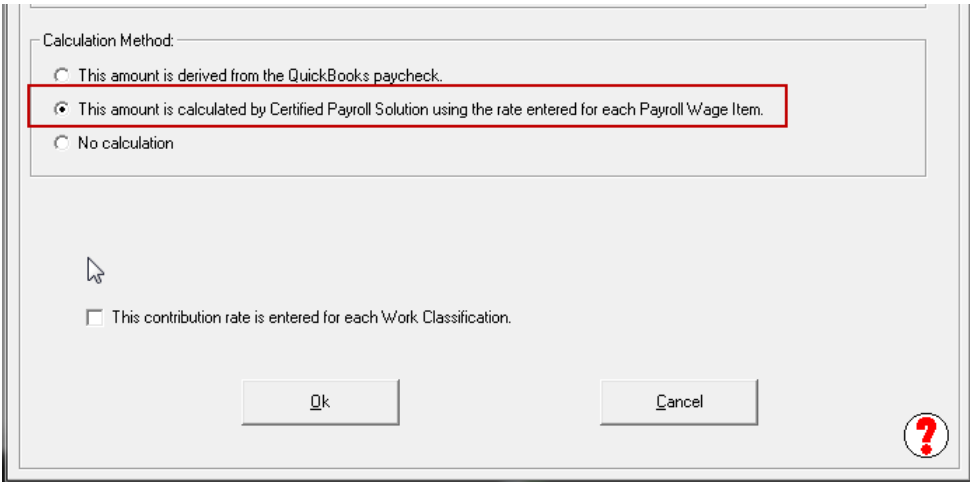 Calculation Method:
This amount is derived from the QuickBooks paycheck.
This amount is calculated by Certified Payroll Solution using the rate entered for each Payroll Wage Item.
No calculation
This contribution rate is entered for each Work Classification.
Ok
Cancel
?